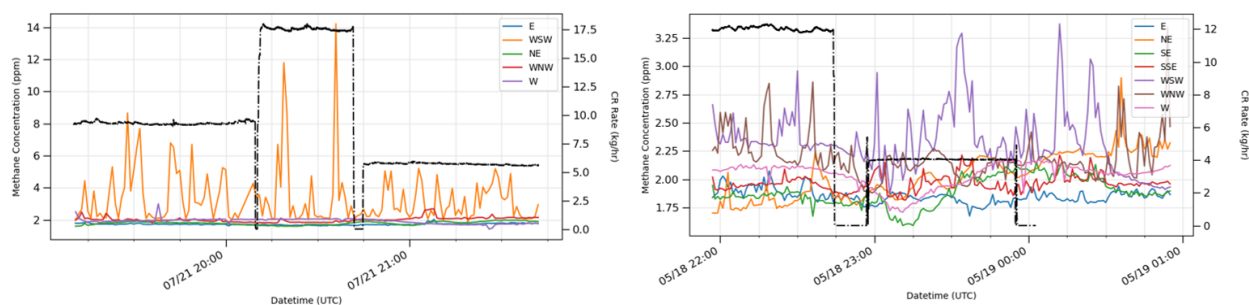 14
12
10
8
6
4
2
Methane Concentration (ppm)
E
WSW
NE
WNW
W
17.5
15.0
12.5
10.0
7.5
5.0
2.5
0.0
CR Rate (kg/hr)
07/21 20:00
07/21 21:00
Datetime (UTC)
3.25
3.00
2.75
2.50
2.25
2.00
1.75
Methane Concentration (ppm)
E
NE
SE
SSE
WSW
WNW
W
12
10
8
6
4
2
0
CR Rate (kg/hr)
05/18 22:00
05/18 23:00
05/19 00:00
05/19 01:00
Datetime (UTC)